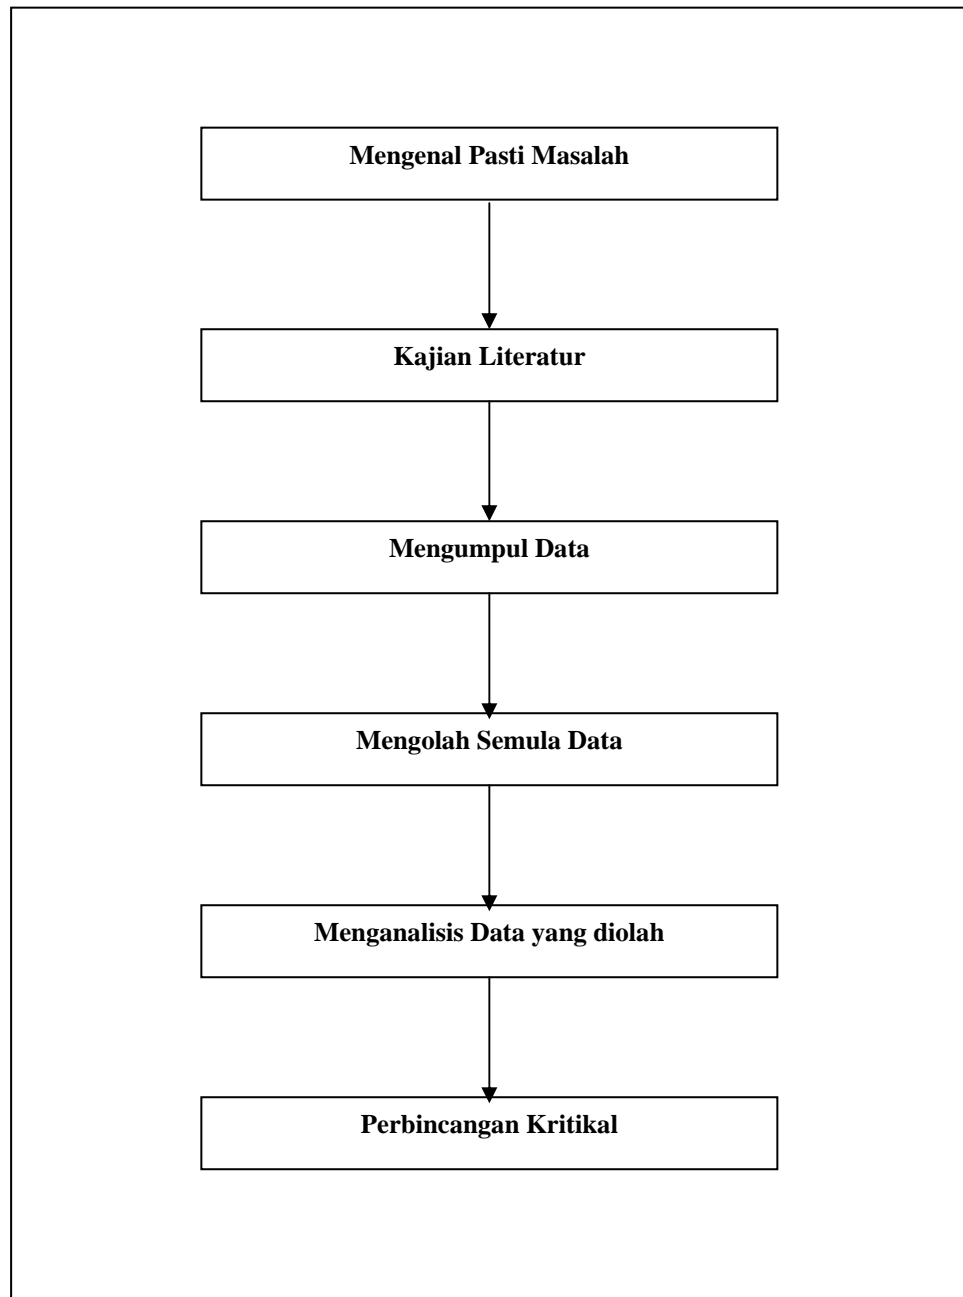 Mengenal Pasti Masalah
Kajian Literatur
Mengumpul Data
Mengolah Semula Data
Menganalisis Data yang diolah
Perbincangan Kritikal